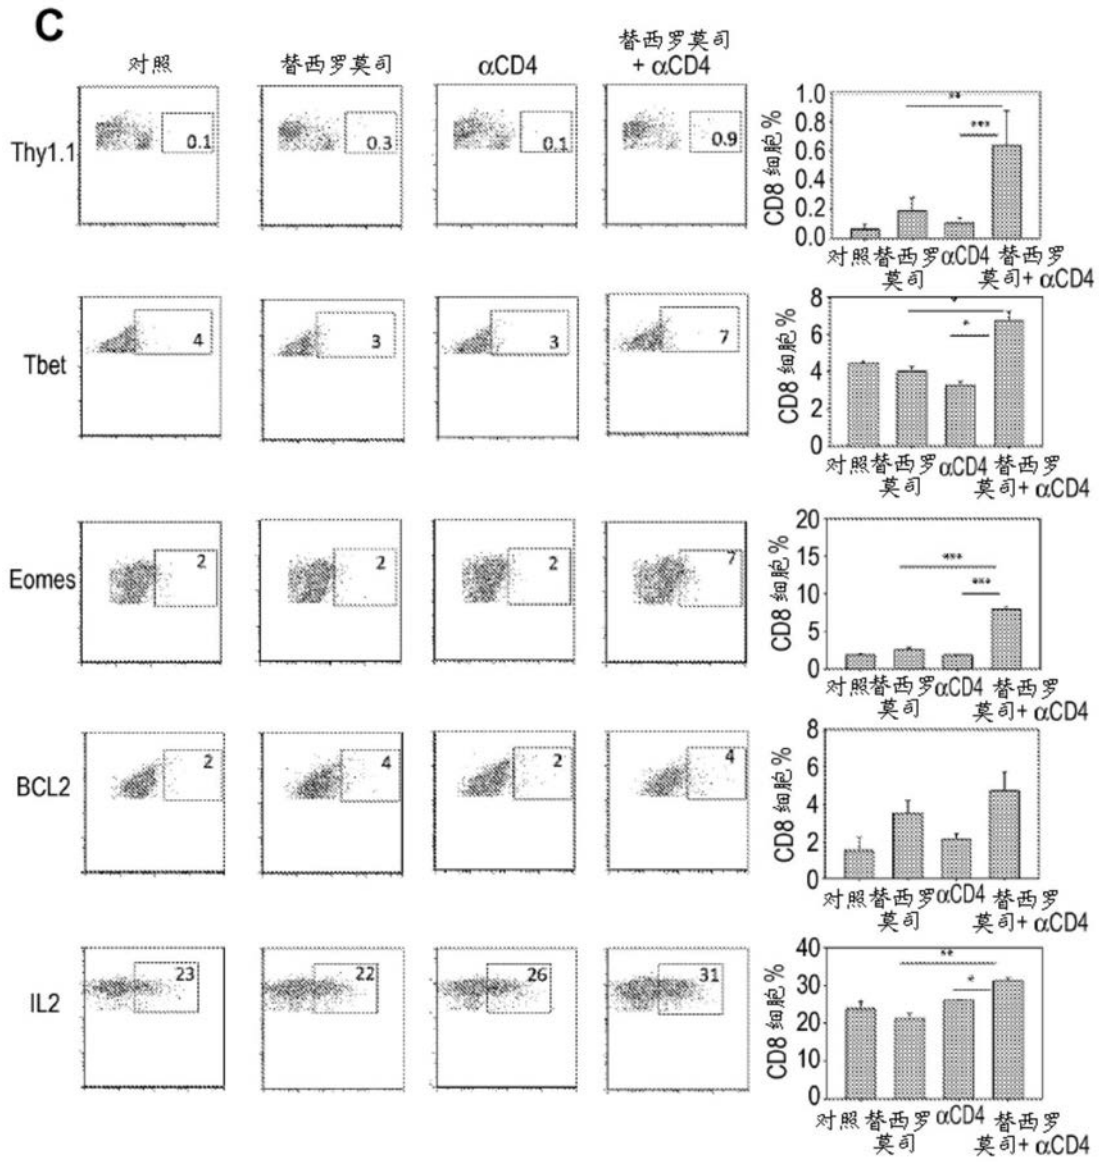 C
对照
替西罗莫司
αCD4
替西罗莫司
+ αCD4
Thy1.1
0.1
0.3
0.1
0.9
CD8 细胞 %
1.0
0.8
0.6
0.4
0.2
0.0
**
***
对照 替西罗 αCD4 替西罗
莫司 莫司+ αCD4
Tbet
4
3
3
7
CD8 细胞 %
8
6
4
2
0
*
*
对照 替西罗 αCD4 替西罗
莫司 莫司+ αCD4
Eomes
2
2
2
7
CD8 细胞 %
20
15
10
5
0
***
***
对照 替西罗 αCD4 替西罗
莫司 莫司+ αCD4
BCL2
2
4
2
4
CD8 细胞 %
8
6
4
2
0
对照 替西罗 αCD4 替西罗
莫司 莫司+ αCD4
IL2
23
22
26
31
CD8 细胞 %
40
30
20
10
0
**
*
对照 替西罗 αCD4 替西罗
莫司 莫司+ αCD4